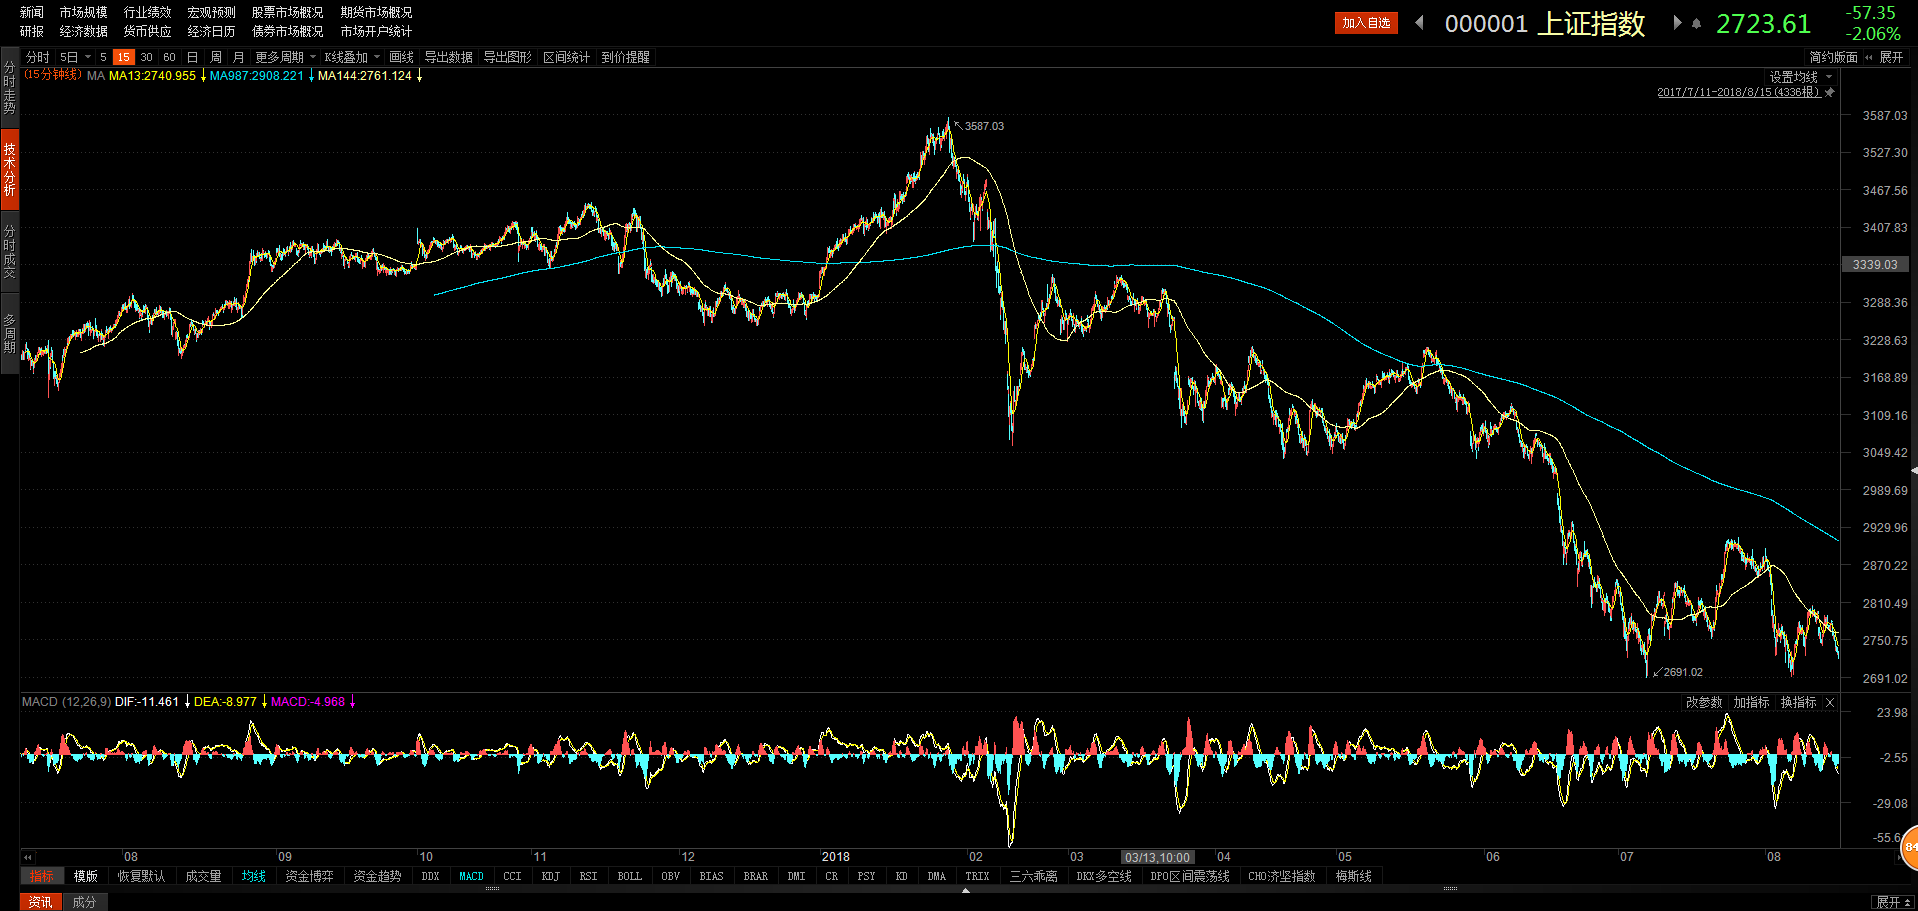 新闻 市场规模 行业绩效 宏观预测 股票市场概况 期货市场概况
研报 经济数据 货币供应 经济日历 债券市场概况 市场开户统计
加入自选 000001 上证指数 2723.61 -57.35
-2.06%
分时 5日 5 15 30 60 日 周 月 更多周期 K线叠加 画线 导出数据 导出图形 区间统计 到价提醒 简约版面 展开
(15分钟线) MA MA13:2740.955 ↓ MA987:2908.221 ↓ MA144:2761.124 ↓ 设置均线
2017/7/11-2018/8/15(4336根)
分时走势
技术分析
分时成交
多周期
3587.03
2691.02
3587.03
3527.30
3467.56
3407.83
3339.03
3288.36
3228.63
3168.89
3109.16
3049.42
2989.69
2929.96
2870.22
2810.49
2750.75
2691.02
MACD (12,26,9) DIF:-11.461 ↓ DEA:-8.977 ↓ MACD:-4.968 ↓ 改参数 加指标 换指标 X
23.98
-2.55
-29.08
84
08 09 10 11 12 2018 02 03 03/13,10:00 04 05 06 07 08
指标 模版 恢复默认 成交量 均线 资金博弈 资金趋势 DDX MACD CCI KDJ RSI BOLL OBV BIAS BRAR DMI CR PSY KD DMA TRIX 三六乖离 DKX多空线 DPO区间震荡线 CHO济坚指数 梅斯线
资讯 成分 展开